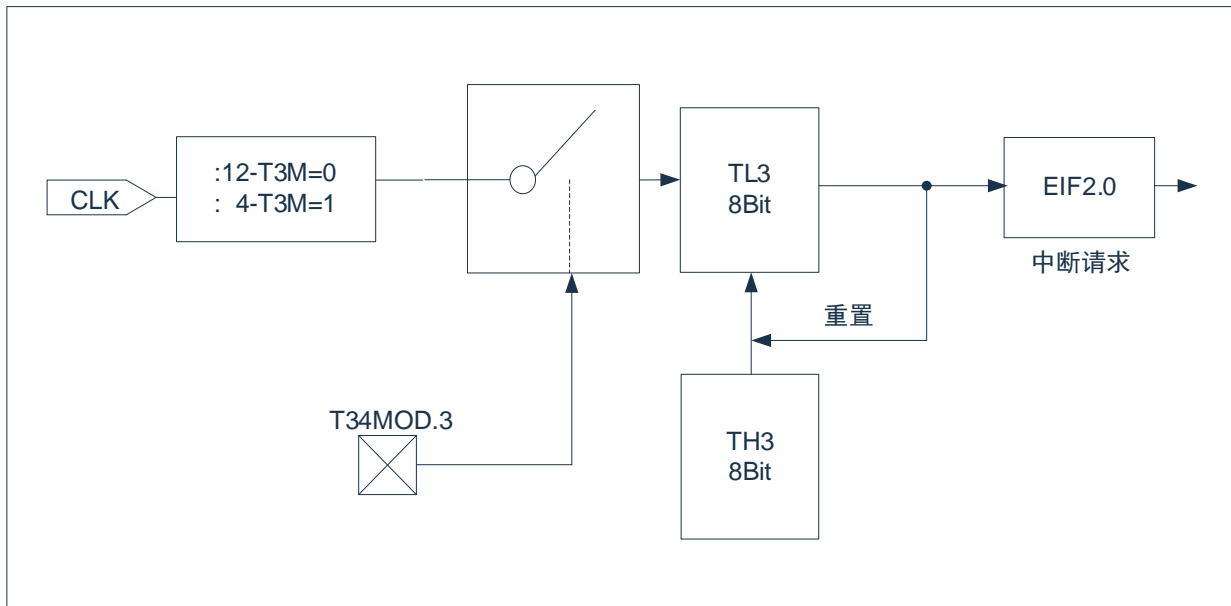 CLK
:12-T3M=0
: 4-T3M=1
T34MOD.3
TL3
8Bit
重置
TH3
8Bit
EIF2.0
中断请求